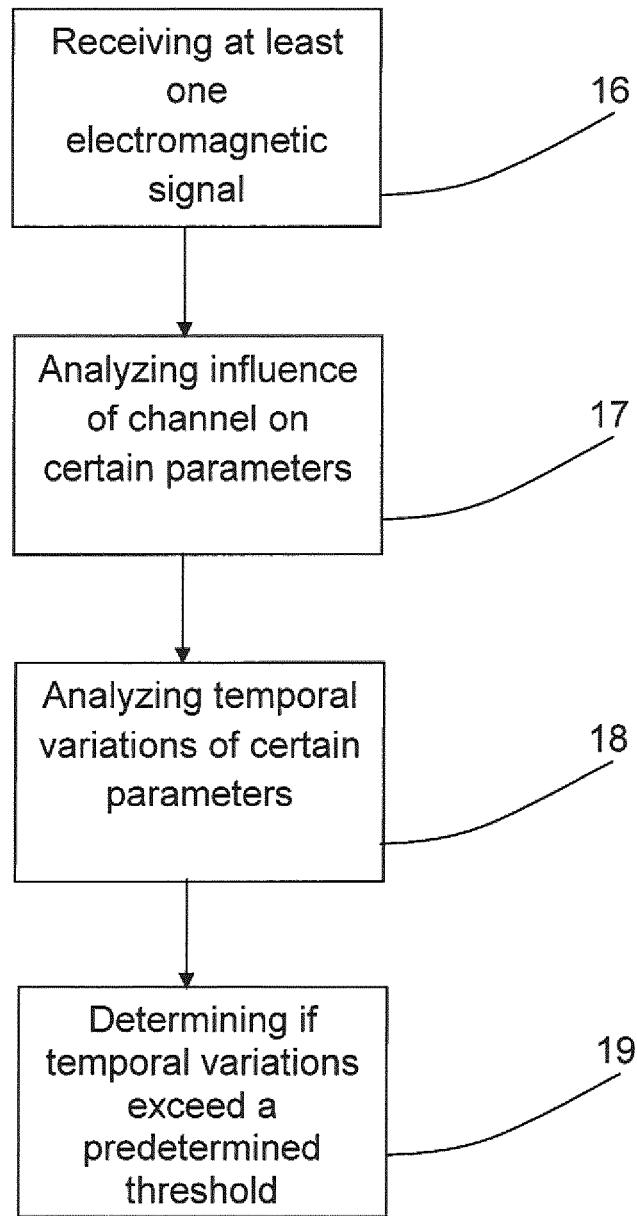 Receiving at least
one
electromagnetic
signal
16
Analyzing influence
of channel on
certain parameters
17
Analyzing temporal
variations of certain
parameters
18
Determining if
temporal variations
exceed a
predetermined
threshold
19